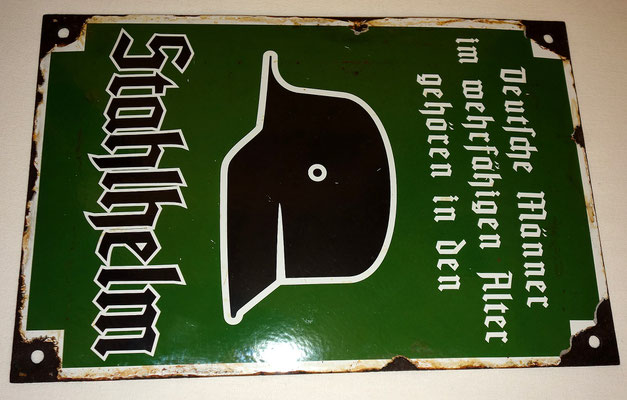 Deutsche Männer
im wehrfähigen Alter
gehören in den
Stahlhelm